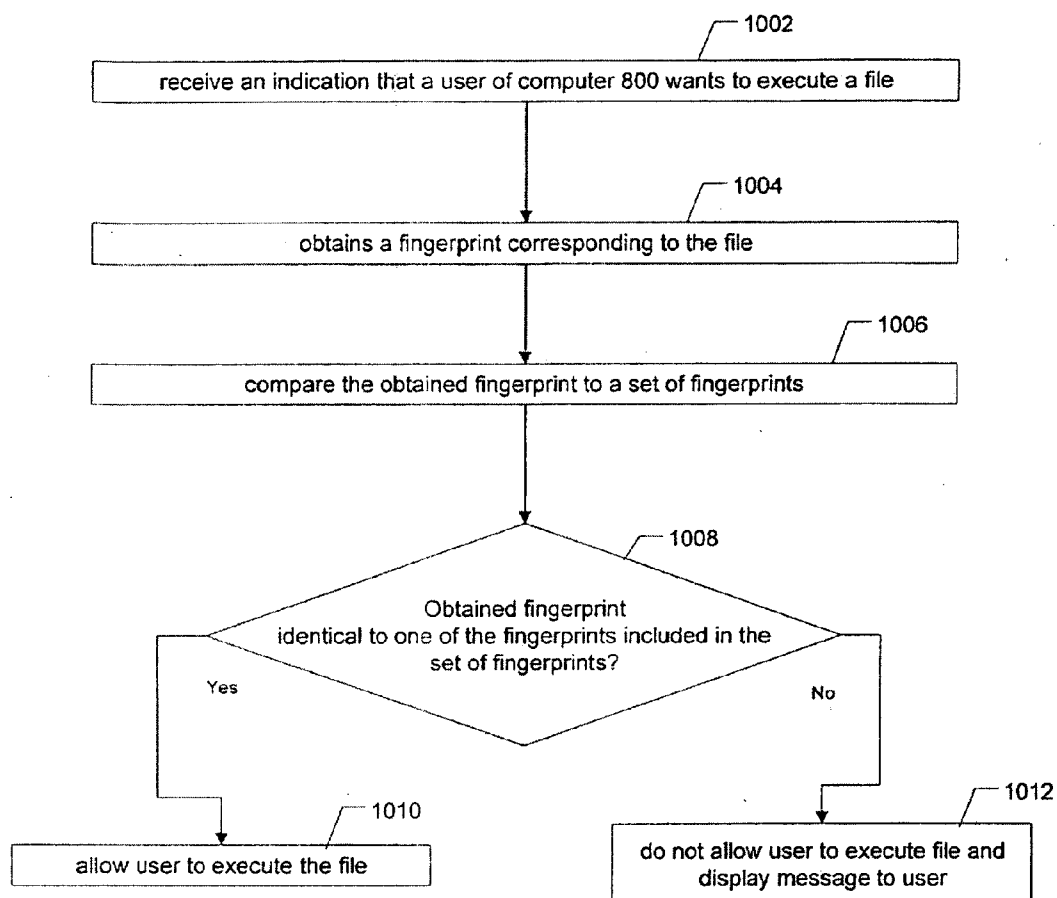 1002
receive an indication that a user of computer 800 wants to execute a file
1004
obtains a fingerprint corresponding to the file
1006
compare the obtained fingerprint to a set of fingerprints
1008
Obtained fingerprint
identical to one of the fingerprints included in the
set of fingerprints?
Yes
No
1010
allow user to execute the file
1012
do not allow user to execute file and
display message to user